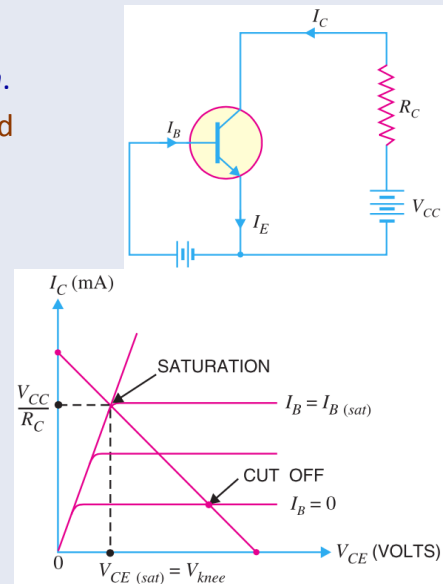 .
d
I_C
R_C
I_B
V_CC
I_E
I_C (mA)
SATURATION
V_CC
R_C
I_B = I_B (sat)
CUT OFF
I_B = 0
V_CE (VOLTS)
0
V_CE (sat) = V_knee